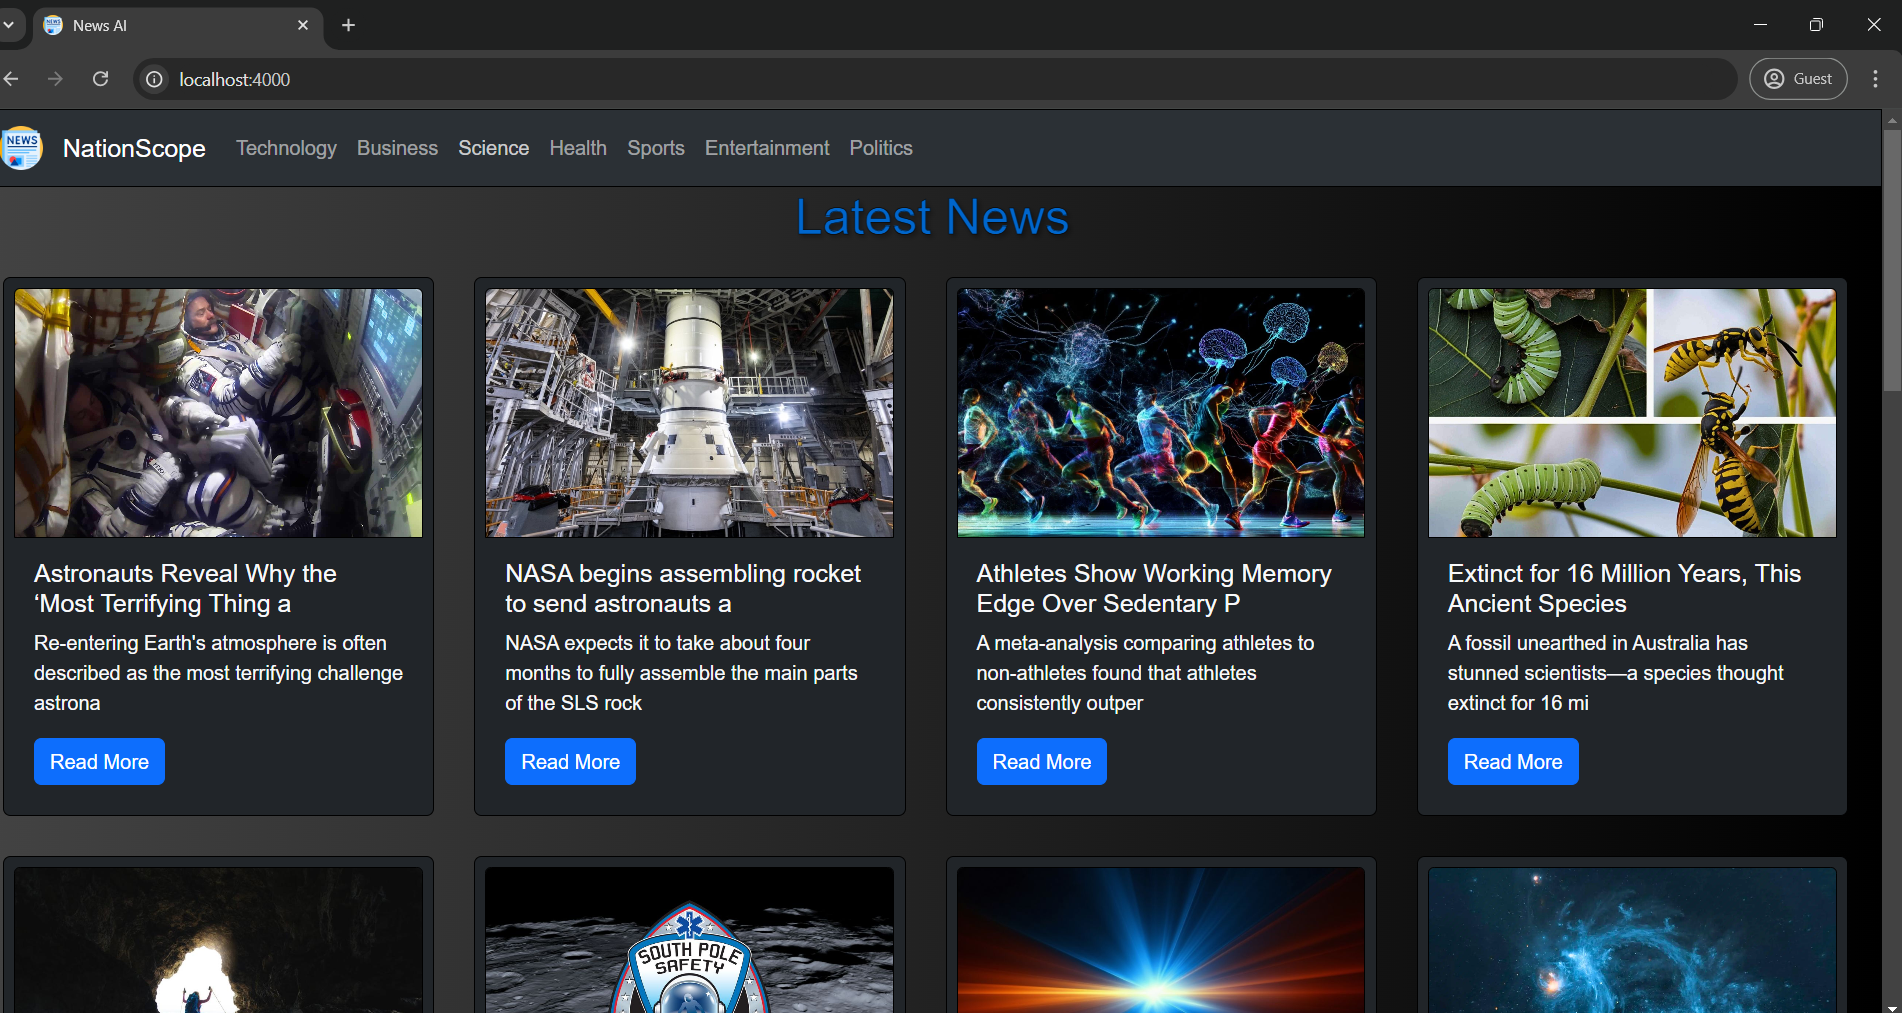 News AI
localhost:4000
Guest
NEWS
NationScope
Technology
Business
Science
Health
Sports
Entertainment
Politics
Latest News
Astronauts Reveal Why the
‘Most Terrifying Thing a
Re-entering Earth's atmosphere is often
described as the most terrifying challenge
astrona
Read More
NASA begins assembling rocket
to send astronauts a
NASA expects it to take about four
months to fully assemble the main parts
of the SLS rock
Read More
Athletes Show Working Memory
Edge Over Sedentary P
A meta-analysis comparing athletes to
non-athletes found that athletes
consistently outper
Read More
Extinct for 16 Million Years, This
Ancient Species
A fossil unearthed in Australia has
stunned scientists—a species thought
extinct for 16 mi
Read More
SOUTH POLE
SAFETY